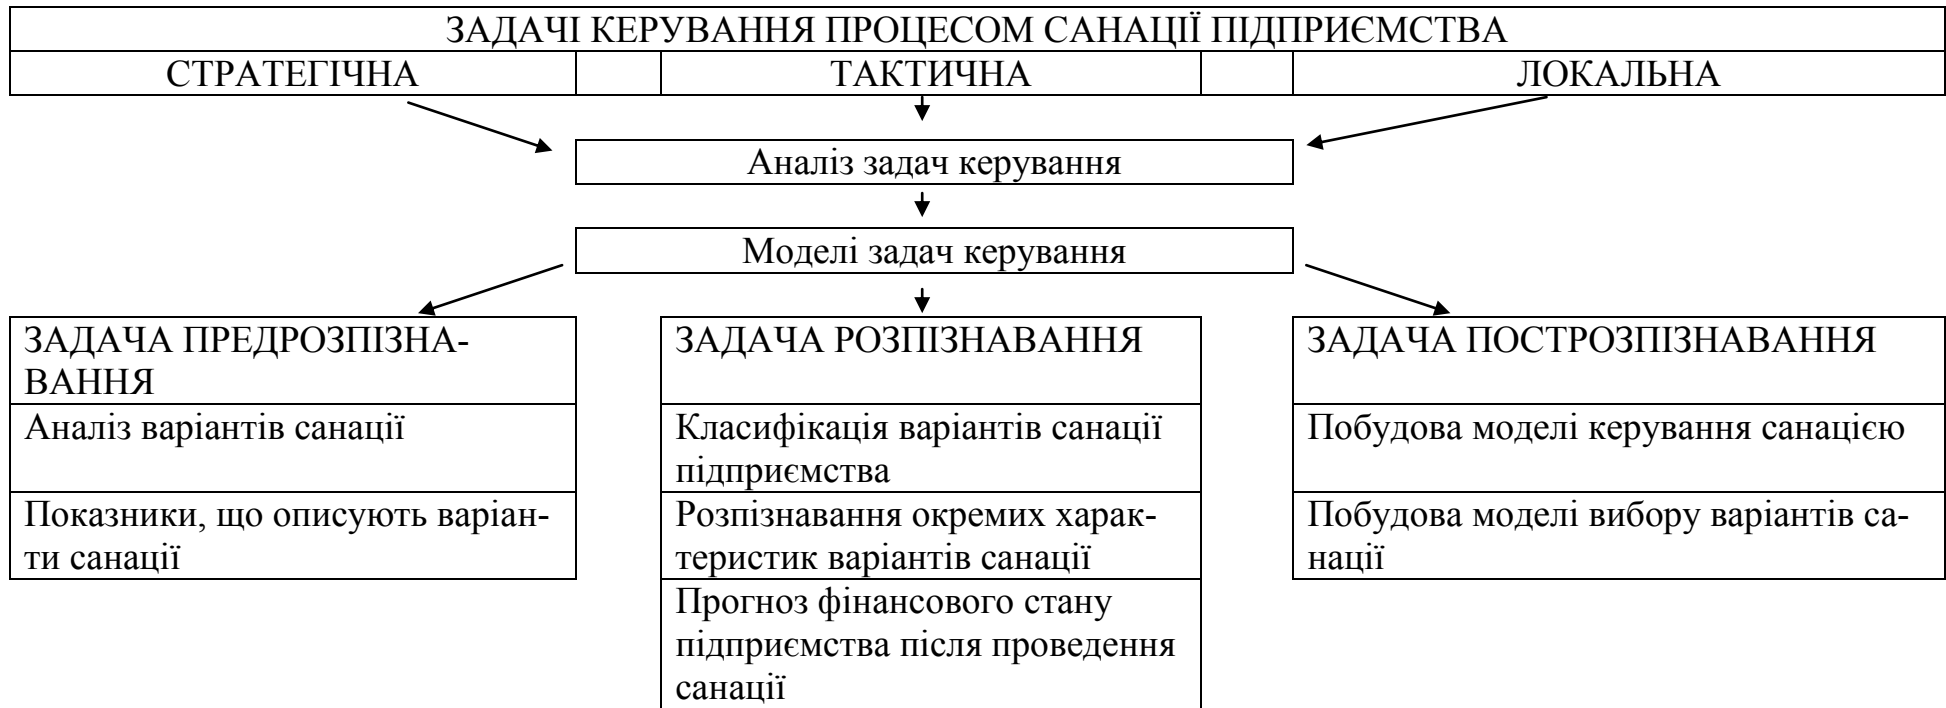 ЗАДАЧІ КЕРУВАННЯ ПРОЦЕСОМ САНАЦІЇ ПІДПРИЄМСТВА
СТРАТЕГІЧНА
ТАКТИЧНА
ЛОКАЛЬНА
Аналіз задач керування
Моделі задач керування
ЗАДАЧА ПРЕДРОЗПІЗНА-
ВАННЯ
Аналіз варіантів санації
Показники, що описують варіан-
ти санації
ЗАДАЧА РОЗПІЗНАВАННЯ
Класифікація варіантів санації
підприємства
Розпізнавання окремих харак-
теристик варіантів санації
Прогноз фінансового стану
підприємства після проведення
санації
ЗАДАЧА ПОСТРОЗПІЗНАВАННЯ
Побудова моделі керування санацією
Побудова моделі вибору варіантів са-
нації